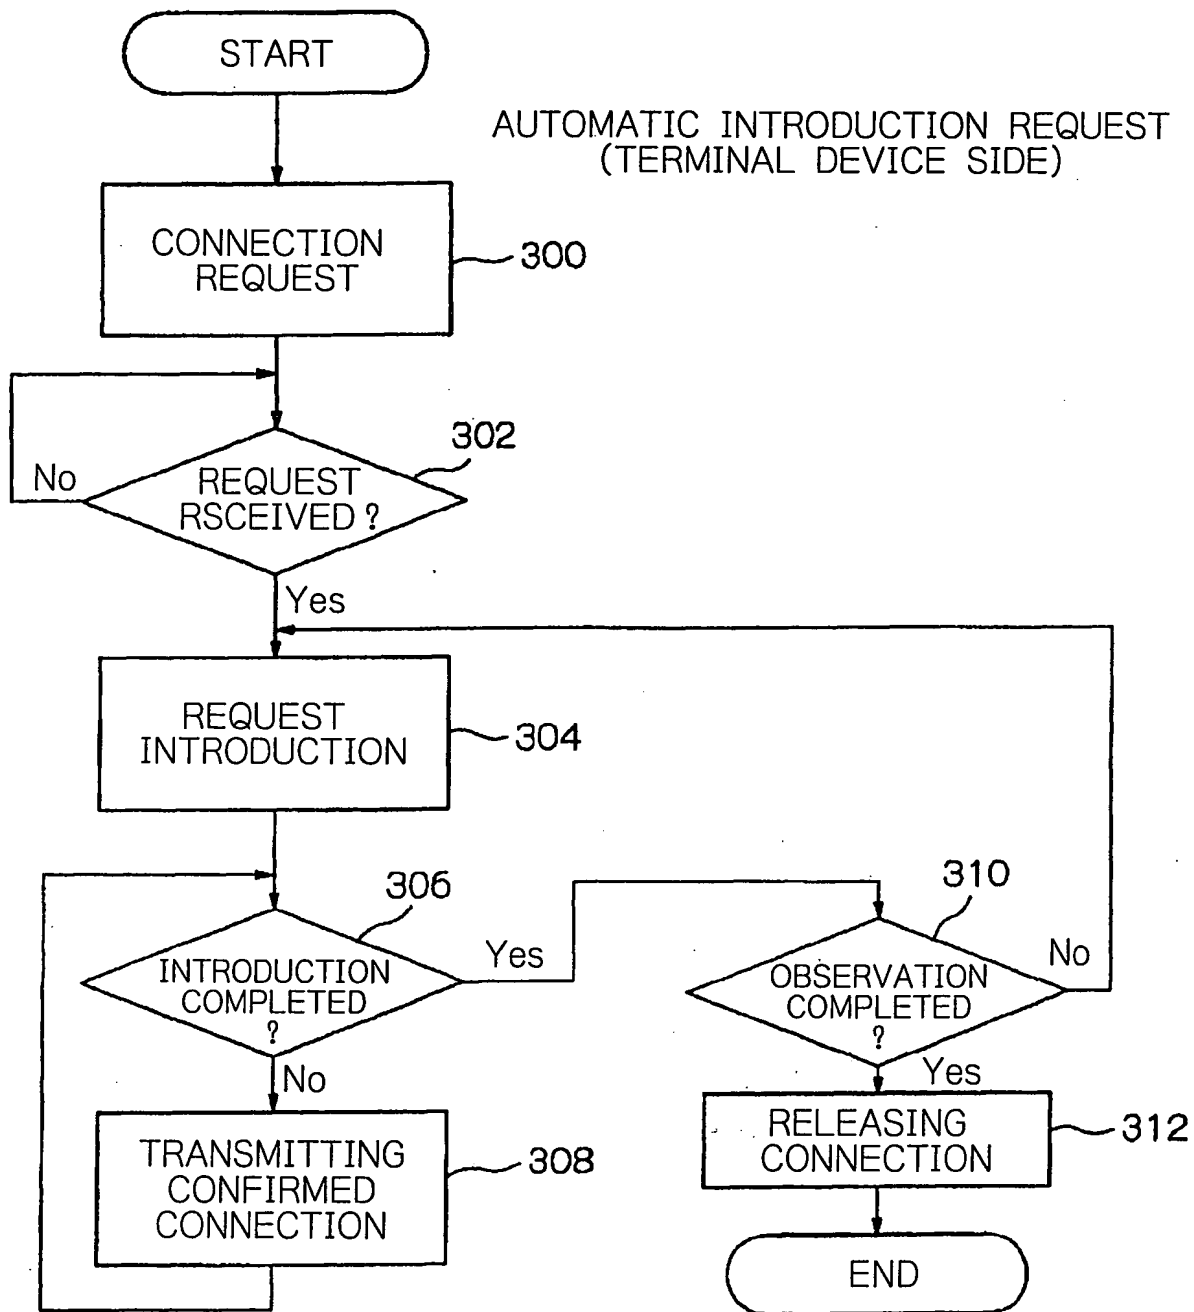 START
AUTOMATIC INTRODUCTION REQUEST
(TERMINAL DEVICE SIDE)
CONNECTION
REQUEST
300
302
No
REQUEST
RSCEIVED ?
Yes
REQUEST
INTRODUCTION
304
306
310
INTRODUCTION
COMPLETED
?
Yes
OBSERVATION
COMPLETED
?
No
No
Yes
TRANSMITTING
CONFIRMED
CONNECTION
308
RELEASING
CONNECTION
312
END